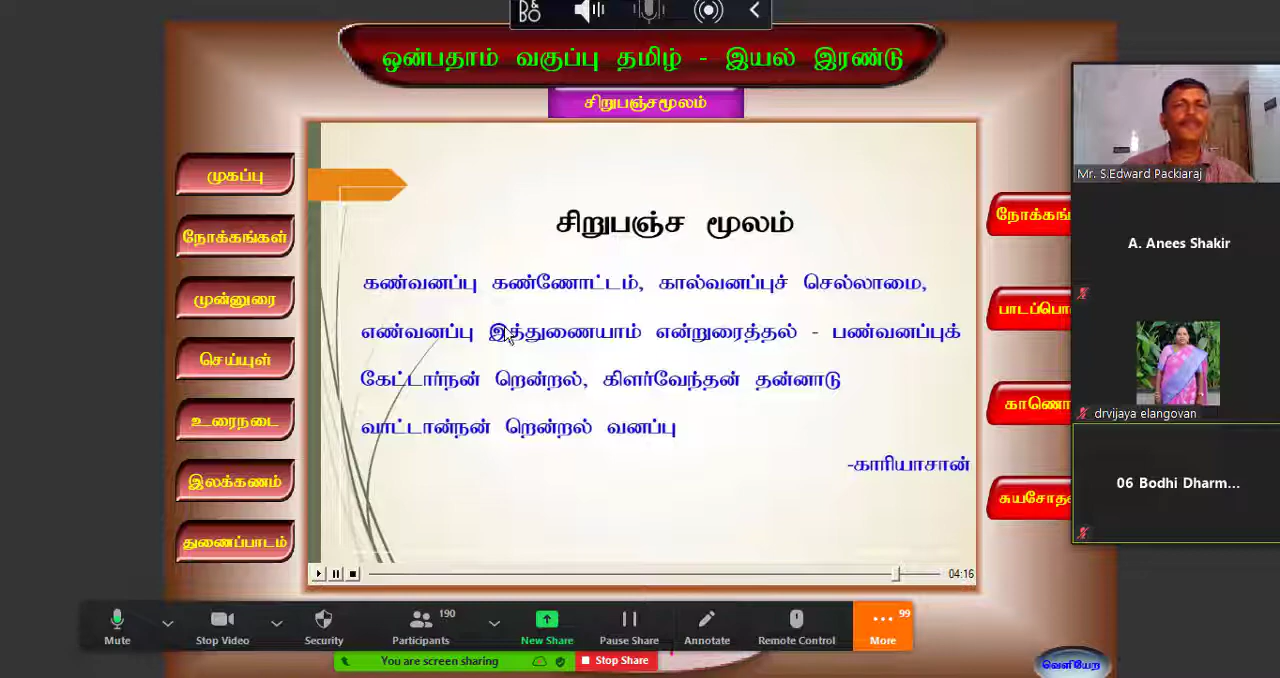 ஒன்பதாம் வகுப்பு தமிழ் - இயல் இரண்டு
சிறுபஞ்சமூலம்
முகப்பு
நோக்கங்கள்
முன்னுரை
செய்யுள்
உரைநடை
இலக்கணம்
துணைப்பாடம்
சிறுபஞ்ச மூலம்
கண்வனப்பு கண்ணோட்டம், கால்வனப்புச் செல்லாமை,
எண்வனப்பு இத்துணையாம் என்றுரைத்தல் - பண்வனப்புக்
கேட்டார்நன் றென்றல், கிளர்வேந்தன் தன்னாடு
வாட்டான்நன் றென்றல் வனப்பு
-காரியாசான்
04:16
நோக்கங்
பாடப்பொ
காணொ
சுயசோத
Mr. S.Edward Packiaraj
A. Anees Shakir
drvijaya elangovan
06 Bodhi Dharm...
Mute
Stop Video
Security
190
Participants
New Share
Pause Share
Annotate
Remote Control
99
More
You are screen sharing
Stop Share
வெளியேற